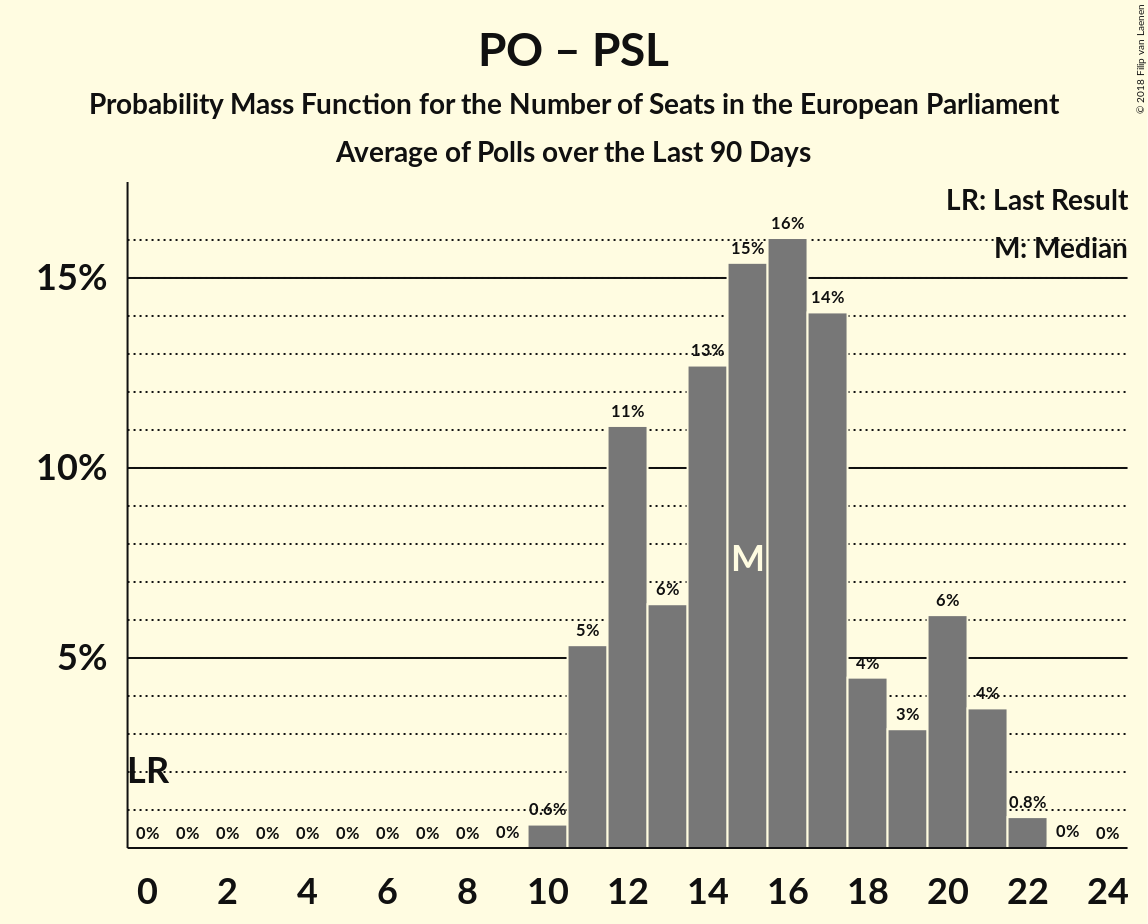 PO – PSL
Probability Mass Function for the Number of Seats in the European Parliament
Average of Polls over the Last 90 Days
© 2018 Filip van Laenen
LR: Last Result
M: Median
15%
10%
5%
16%
15%
14%
13%
11%
6%
6%
5%
4%
4%
3%
0.6% 0.8%
M
LR
0% 0% 0% 0% 0% 0% 0% 0% 0% 0% 0% 0%
0 2 4 6 8 10 12 14 16 18 20 22 24